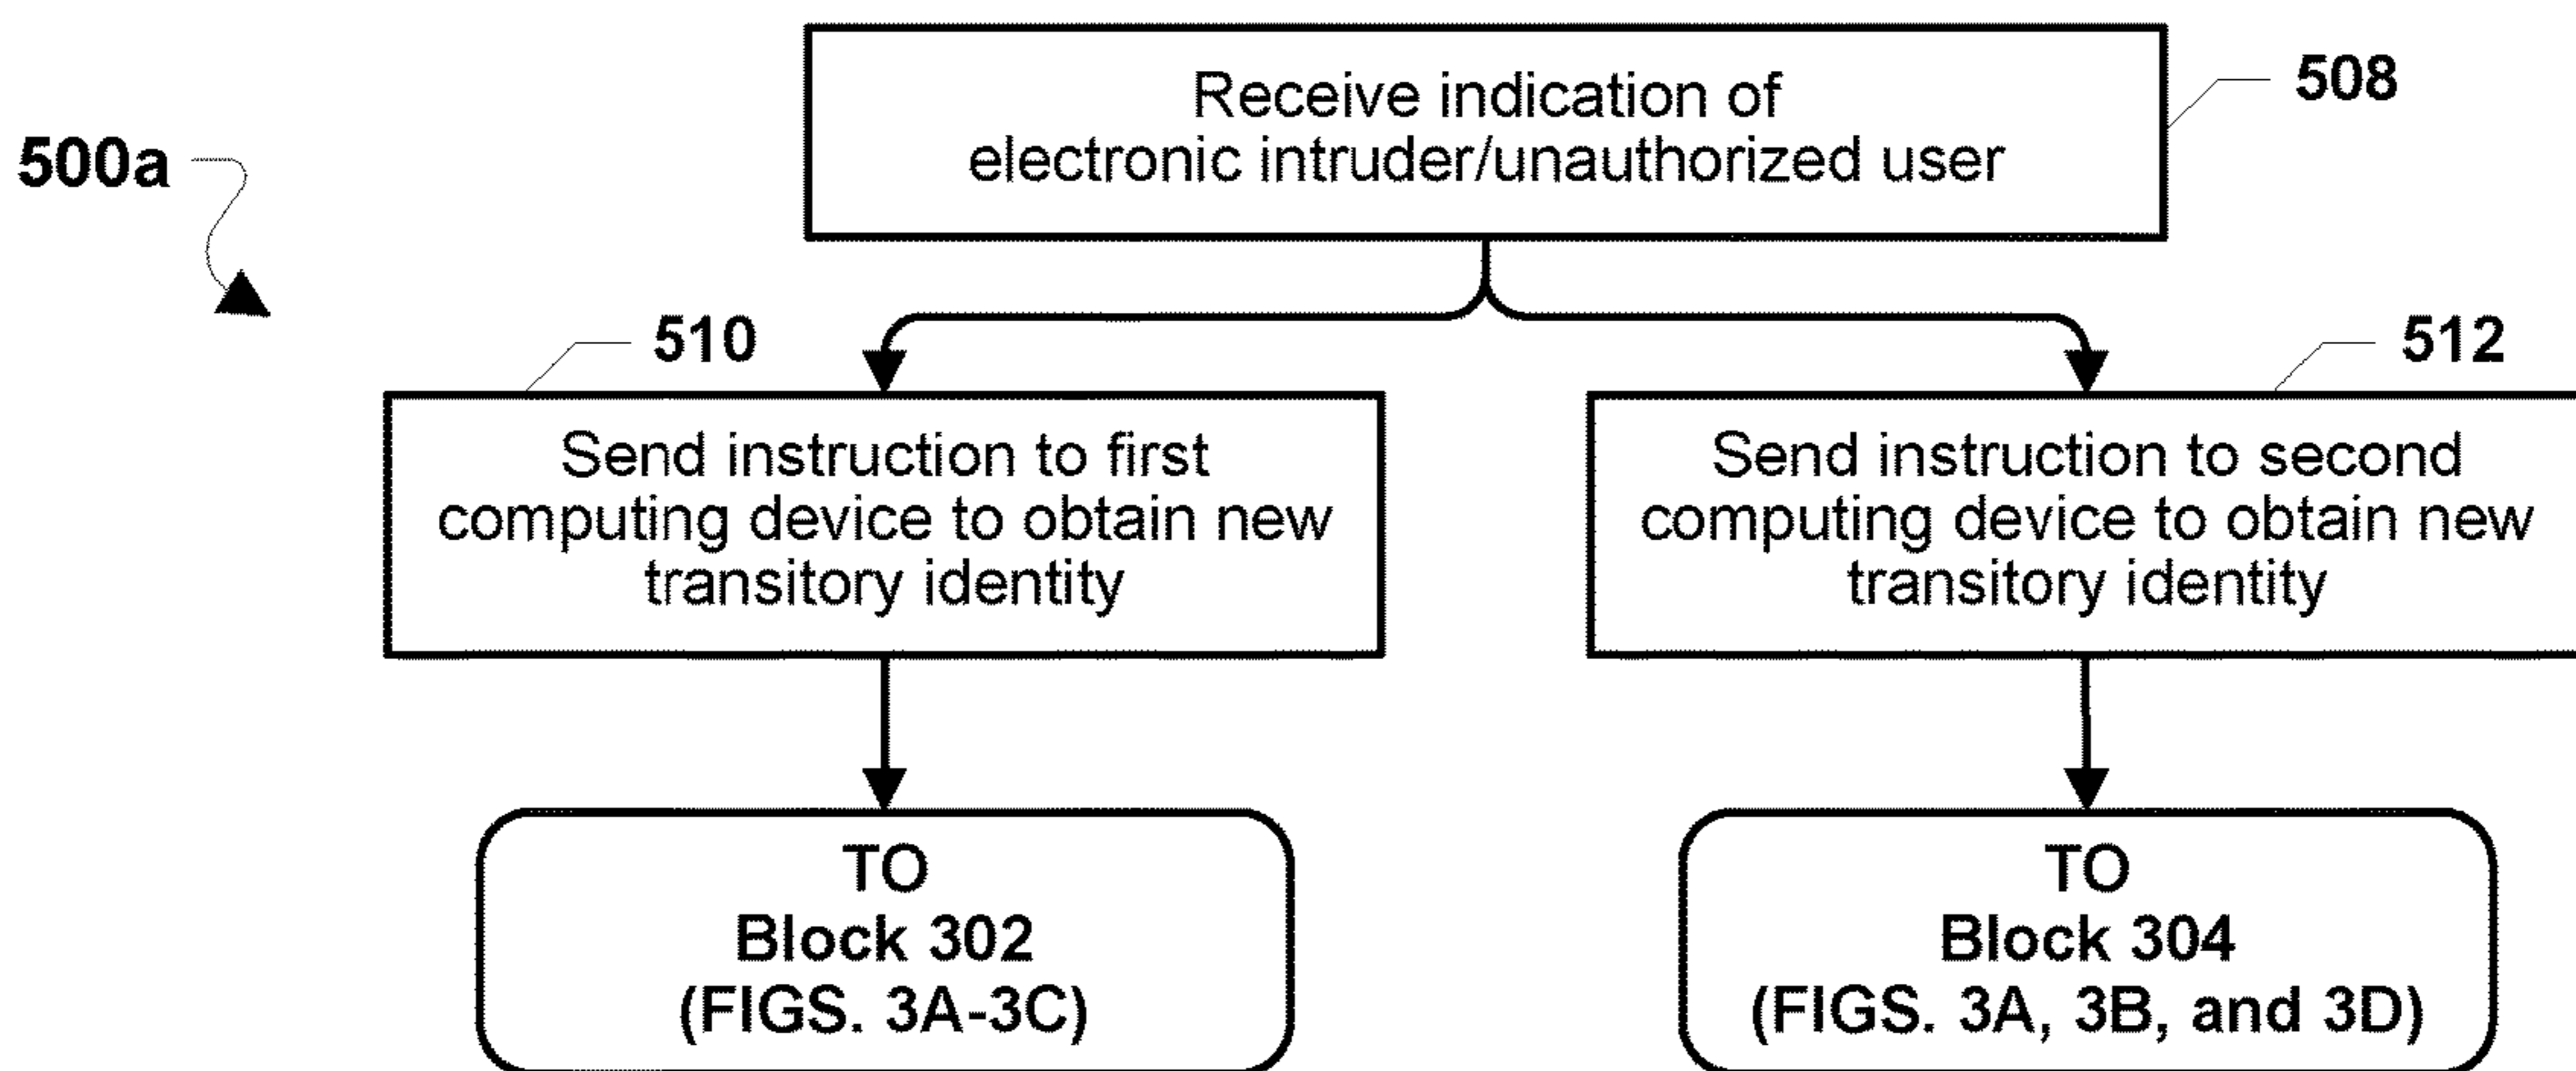 Receive indication of
electronic intruder/unauthorized user
508
500a
510
512
Send instruction to first
computing device to obtain new
transitory identity
Send instruction to second
computing device to obtain new
transitory identity
TO
Block 302
(FIGS. 3A-3C)
TO
Block 304
(FIGS. 3A, 3B, and 3D)